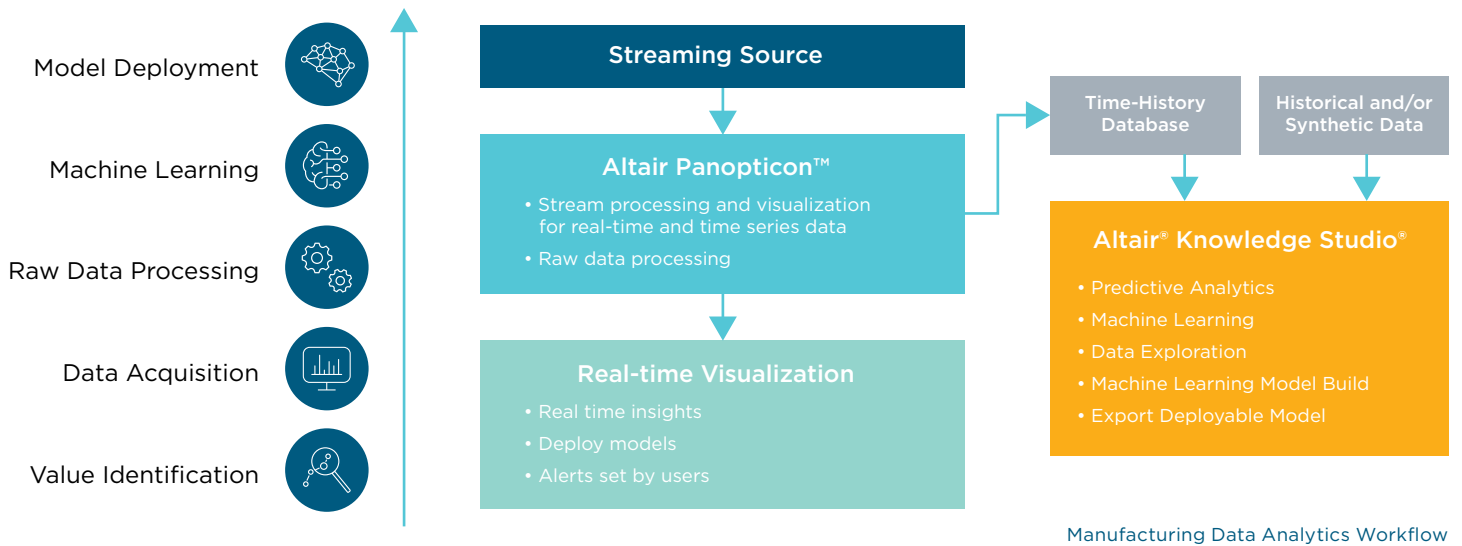 Model Deployment
Machine Learning
Raw Data Processing
Data Acquisition
Value Identification
Streaming Source
Altair Panopticon™
• Stream processing and visualization
for real-time and time series data
• Raw data processing
Real-time Visualization
• Real time insights
• Deploy models
• Alerts set by users
Time-History
Database
Historical and/or
Synthetic Data
Altair® Knowledge Studio®
• Predictive Analytics
• Machine Learning
• Data Exploration
• Machine Learning Model Build
• Export Deployable Model
Manufacturing Data Analytics Workflow